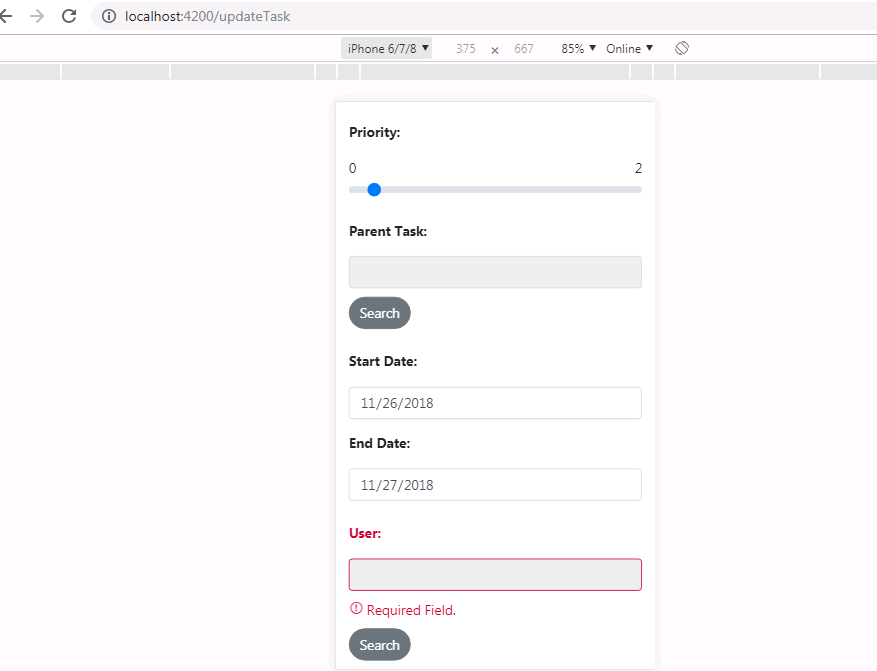 localhost:4200/updateTask
iPhone 6/7/8 ▼ 375 × 667 85% ▼ Online ▼
Priority:
0 2
Parent Task:
Search
Start Date:
11/26/2018
End Date:
11/27/2018
User:
Required Field.
Search